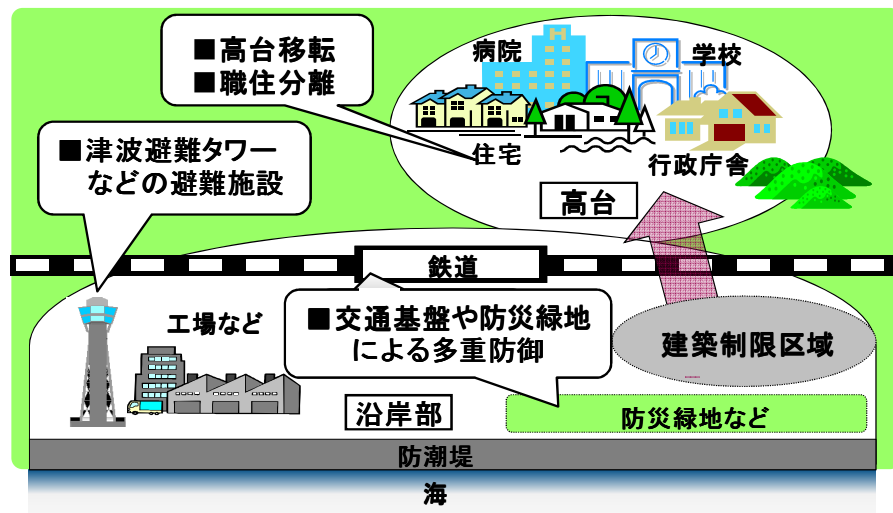 ■高台移転
■職住分離
病院
学校
住宅
行政庁舎
高台
■津波避難タワー
などの避難施設
鉄道
工場など
■交通基盤や防災緑地
による多重防御
建築制限区域
沿岸部
防災緑地など
防潮堤
海